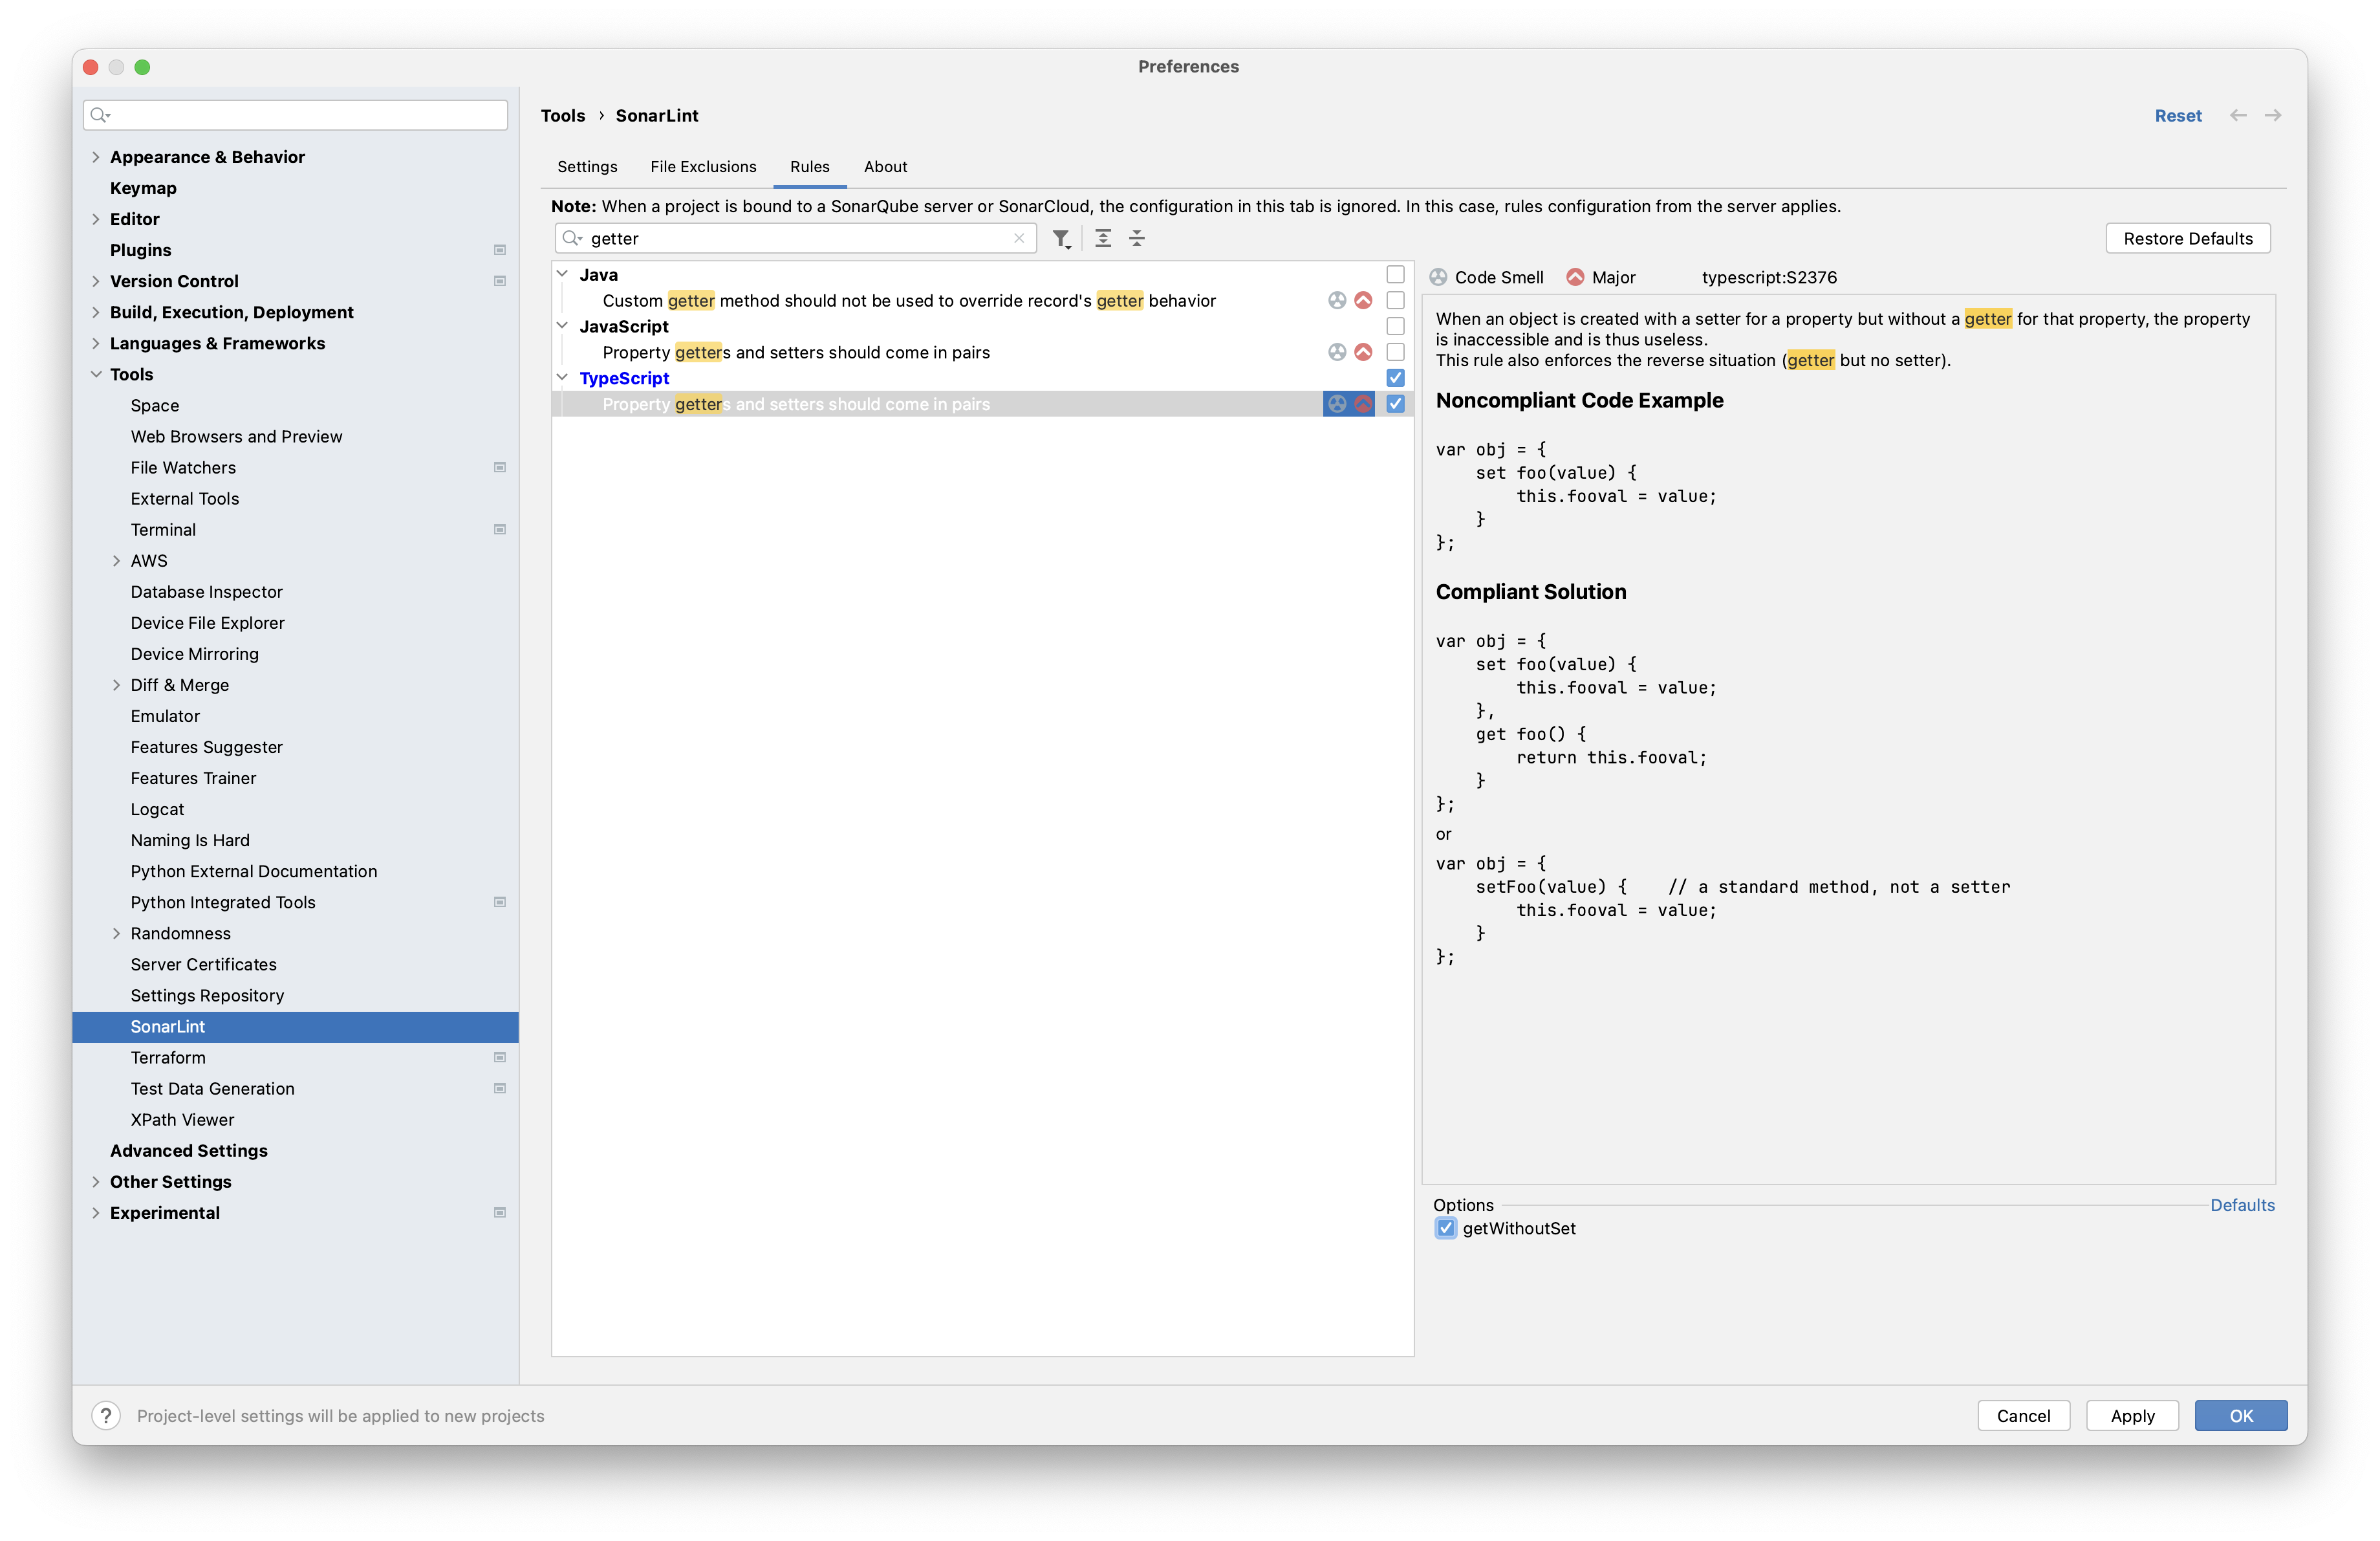 Preferences
Appearance & Behavior
Keymap
Editor
Plugins
Version Control
Build, Execution, Deployment
Languages & Frameworks
Tools
Space
Web Browsers and Preview
File Watchers
External Tools
Terminal
AWS
Database Inspector
Device File Explorer
Device Mirroring
Diff & Merge
Emulator
Features Suggester
Features Trainer
Logcat
Naming Is Hard
Python External Documentation
Python Integrated Tools
Randomness
Server Certificates
Settings Repository
SonarLint
Terraform
Test Data Generation
XPath Viewer
Advanced Settings
Other Settings
Experimental
Tools › SonarLint
Reset
Settings File Exclusions Rules About
Note: When a project is bound to a SonarQube server or SonarCloud, the configuration in this tab is ignored. In this case, rules configuration from the server applies.
getter
Restore Defaults
Java
Custom getter method should not be used to override record's getter behavior
JavaScript
Property getters and setters should come in pairs
TypeScript
Property getters and setters should come in pairs
Code Smell Major typescript:S2376
When an object is created with a setter for a property but without a getter for that property, the property
is inaccessible and is thus useless.
This rule also enforces the reverse situation (getter but no setter).
Noncompliant Code Example
var obj = {
    set foo(value) {
        this.fooval = value;
    }
};
Compliant Solution
var obj = {
    set foo(value) {
        this.fooval = value;
    },
    get foo() {
        return this.fooval;
    }
};
or
var obj = {
    setFoo(value) {    // a standard method, not a setter
        this.fooval = value;
    }
};
Options
Defaults
getWithoutSet
? Project-level settings will be applied to new projects
Cancel Apply OK